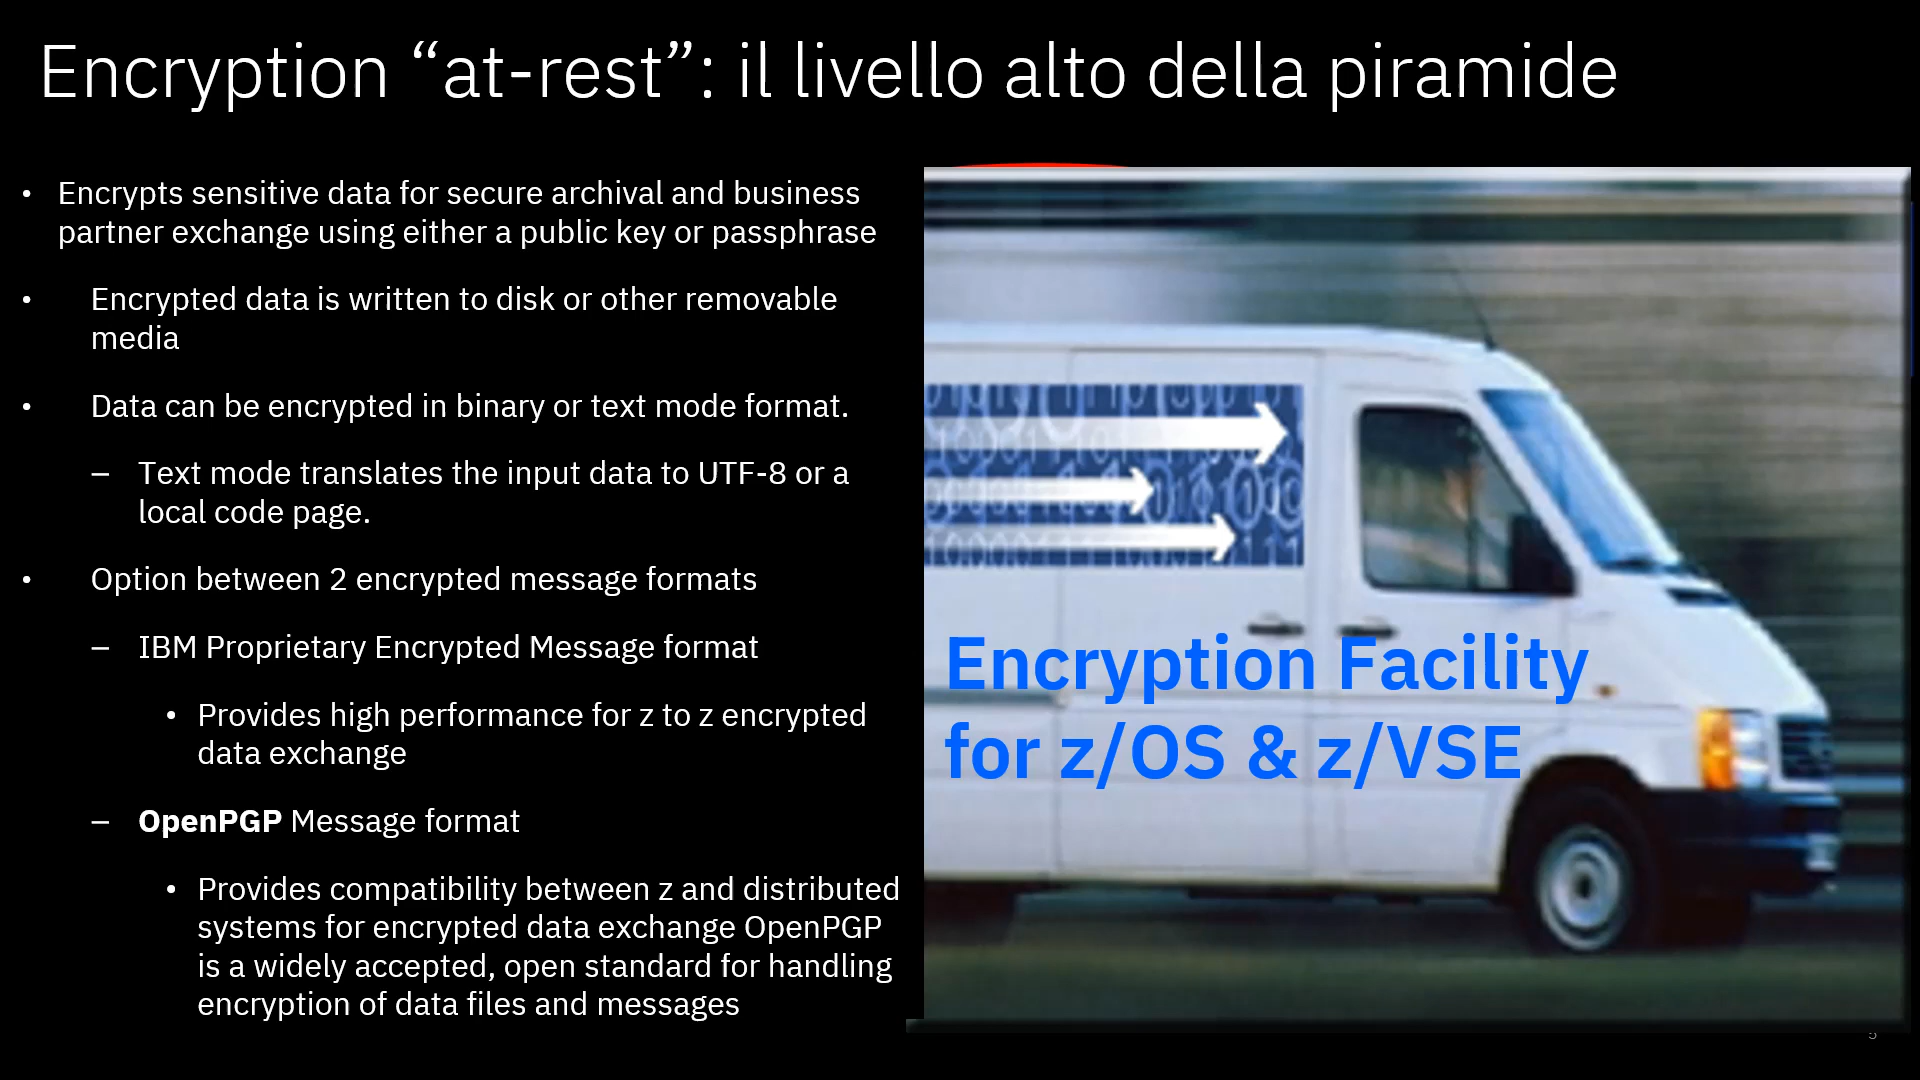 Encryption “at-rest”: il livello alto della piramide
• Encrypts sensitive data for secure archival and business
partner exchange using either a public key or passphrase
• Encrypted data is written to disk or other removable
media
• Data can be encrypted in binary or text mode format.
– Text mode translates the input data to UTF-8 or a
local code page.
• Option between 2 encrypted message formats
– IBM Proprietary Encrypted Message format
• Provides high performance for z to z encrypted
data exchange
– OpenPGP Message format
• Provides compatibility between z and distributed
systems for encrypted data exchange OpenPGP
is a widely accepted, open standard for handling
encryption of data files and messages
Encryption Facility
for z/OS & z/VSE
5